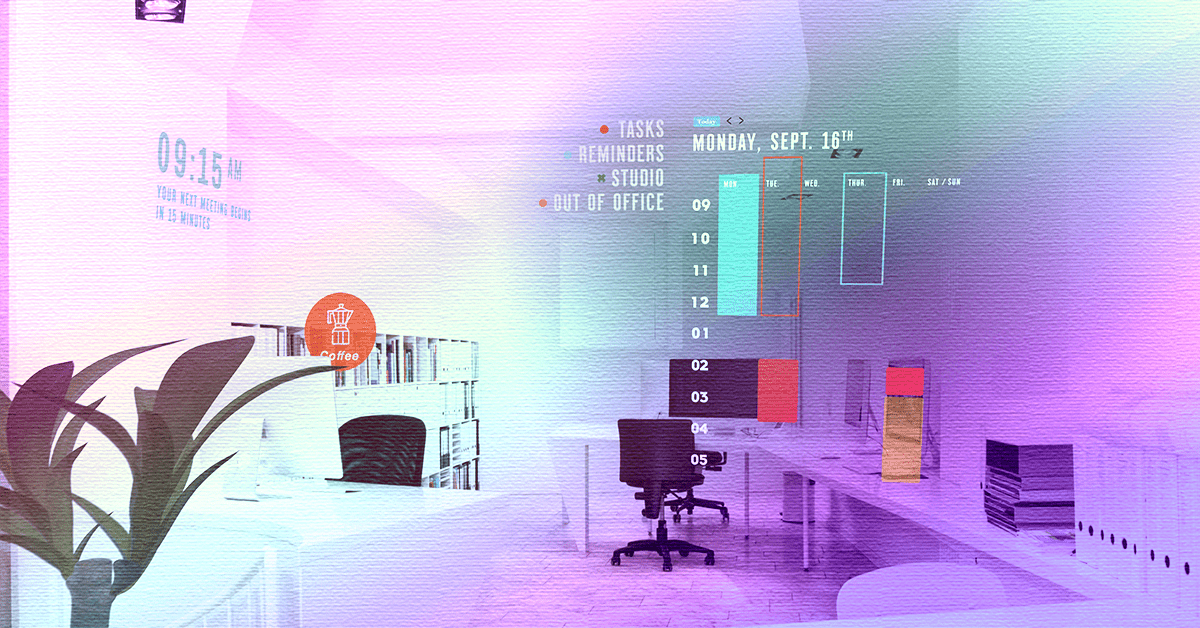 09:15 AM
YOUR NEXT MEETING BEGINS
IN 15 MINUTES
Coffee
TASKS
REMINDERS
STUDIO
OUT OF OFFICE
Today < >
MONDAY, SEPT. 16TH
MON. TUE. WED. THUR. FRI. SAT / SUN
09
10
11
12
01
02
03
04
05